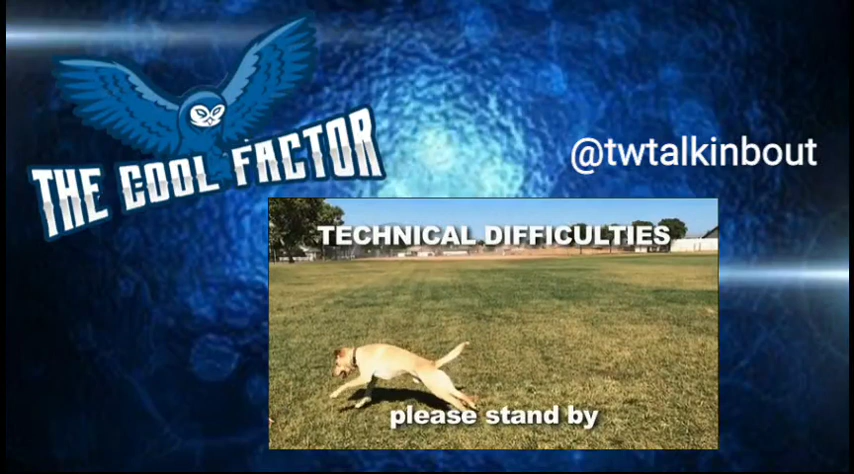 THE COOL FACTOR
@twtalkinbout
TECHNICAL DIFFICULTIES
please stand by